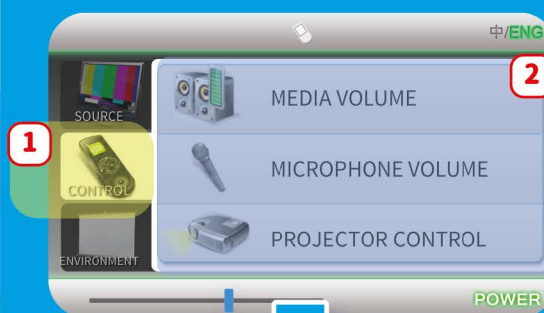 中/ENG
2
SOURCE
MEDIA VOLUME
1
CONTROL
MICROPHONE VOLUME
ENVIRONMENT
PROJECTOR CONTROL
POWER